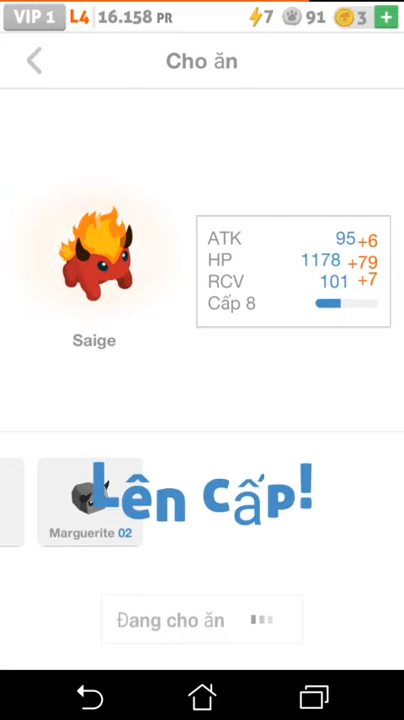 VIP 1 L4 16.158 PR 7 91 3
Cho ăn
ATK 95+6
HP 1178 +79
RCV 101 +7
Cấp 8
Saige
Lên cấp!
Marguerite 02
Đang cho ăn